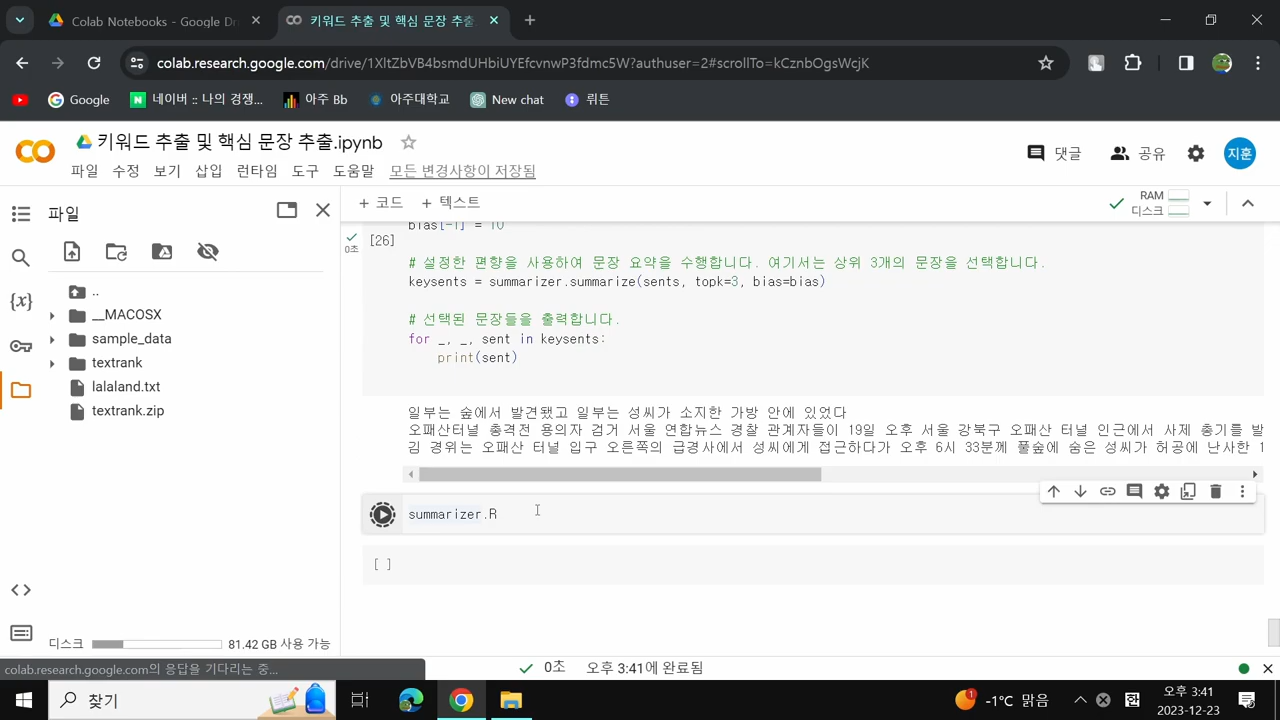 Colab Notebooks - Google Dr
키워드 추출 및 핵심 문장 추출
colab.research.google.com/drive/1XltZbVB4bsmdUHbiUYEfcvnwP3fdmc5W?authuser=2#scrollTo=kCznbOgsWcjK
Google
네이버 :: 나의 경쟁...
아주 Bb
아주대학교
New chat
뤼튼
키워드 추출 및 핵심 문장 추출.ipynb
댓글
공유
지훈
파일 수정 보기 삽입 런타임 도구 도움말 모든 변경사항이 저장됨
파일
+ 코드 + 텍스트
RAM
디스크
..
__MACOSX
sample_data
textrank
lalaland.txt
textrank.zip
디스크 81.42 GB 사용 가능
0초
[26]
bias[-1] = 10
# 설정한 편향을 사용하여 문장 요약을 수행합니다. 여기서는 상위 3개의 문장을 선택합니다.
keysents = summarizer.summarize(sents, topk=3, bias=bias)
# 선택된 문장들을 출력합니다.
for _, _, sent in keysents:
print(sent)
일부는 숲에서 발견됐고 일부는 성씨가 소지한 가방 안에 있었다
오패산터널 총격전 용의자 검거 서울 연합뉴스 경찰 관계자들이 19일 오후 서울 강북구 오패산 터널 인근에서 사제 총기를 발
김 경위는 오패산 터널 입구 오른쪽의 급경사에서 성씨에게 접근하다가 오후 6시 33분께 풀숲에 숨은 성씨가 허공에 난사한 1
summarizer.R
[ ]
colab.research.google.com의 응답을 기다리는 중...
0초 오후 3:41에 완료됨
찾기
-1°C 맑음
오후 3:41
2023-12-23